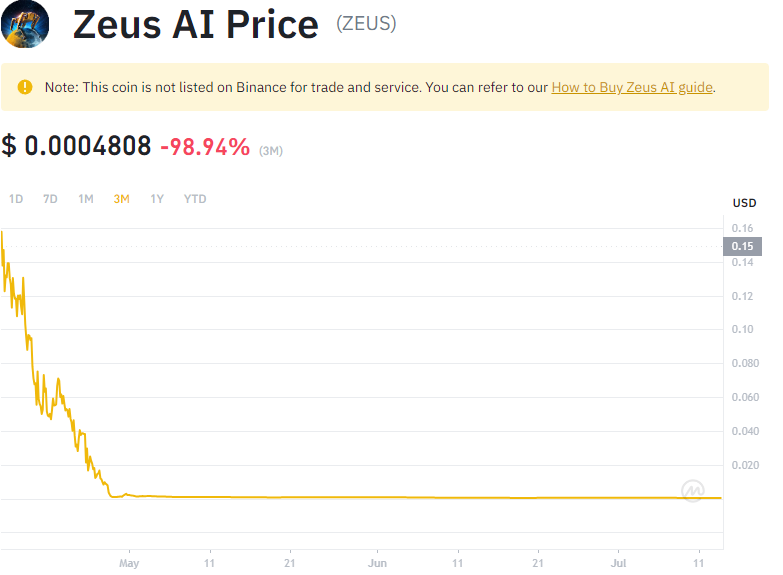 Zeus AI Price (ZEUS)
Note: This coin is not listed on Binance for trade and service. You can refer to our How to Buy Zeus AI guide.
$ 0.0004808 -98.94% (3M)
1D 7D 1M 3M 1Y YTD
USD
0.16
0.15
0.14
0.12
0.10
0.080
0.060
0.040
0.020
May 11 21 Jun 11 21 Jul 11